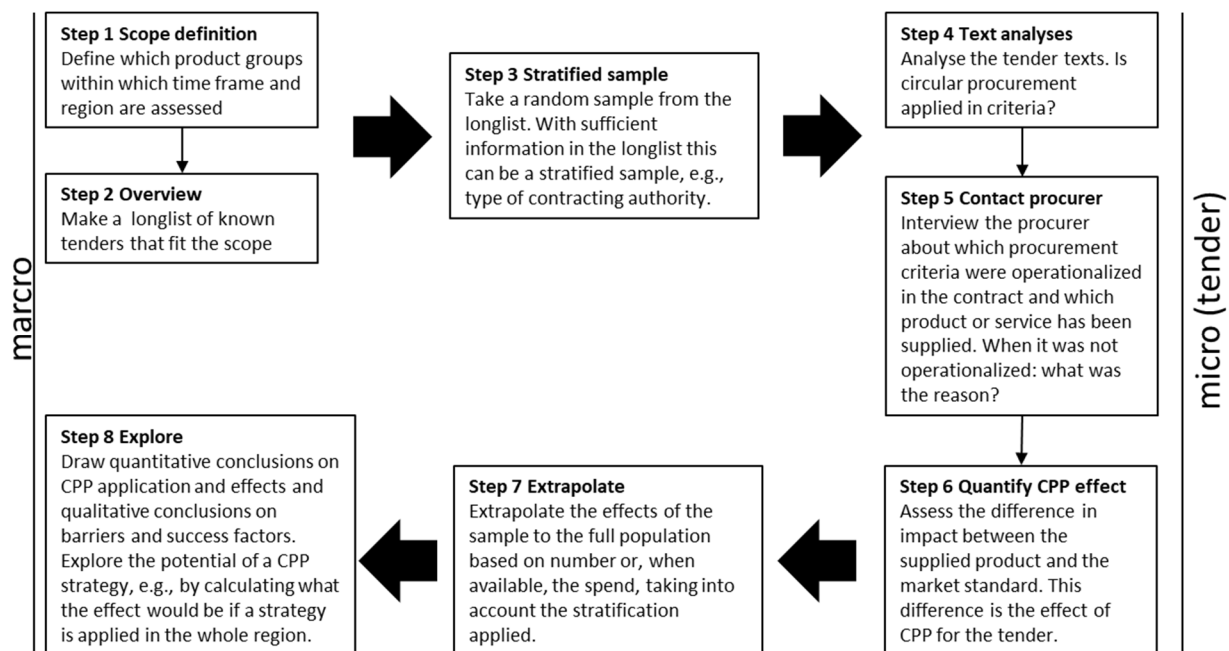 marcro
Step 1 Scope definition
Define which product groups
within which time frame and
region are assessed
Step 2 Overview
Make a longlist of known
tenders that fit the scope
Step 3 Stratified sample
Take a random sample from the
longlist. With sufficient
information in the longlist this
can be a stratified sample, e.g.,
type of contracting authority.
Step 4 Text analyses
Analyse the tender texts. Is
circular procurement
applied in criteria?
Step 5 Contact procurer
Interview the procurer
about which procurement
criteria were operationalized
in the contract and which
product or service has been
supplied. When it was not
operationalized: what was
the reason?
Step 6 Quantify CPP effect
Assess the difference in
impact between the
supplied product and the
market standard. This
difference is the effect of
CPP for the tender.
Step 7 Extrapolate
Extrapolate the effects of the
sample to the full population
based on number or, when
available, the spend, taking into
account the stratification
applied.
Step 8 Explore
Draw quantitative conclusions on
CPP application and effects and
qualitative conclusions on
barriers and success factors.
Explore the potential of a CPP
strategy, e.g., by calculating what
the effect would be if a strategy
is applied in the whole region.
micro (tender)